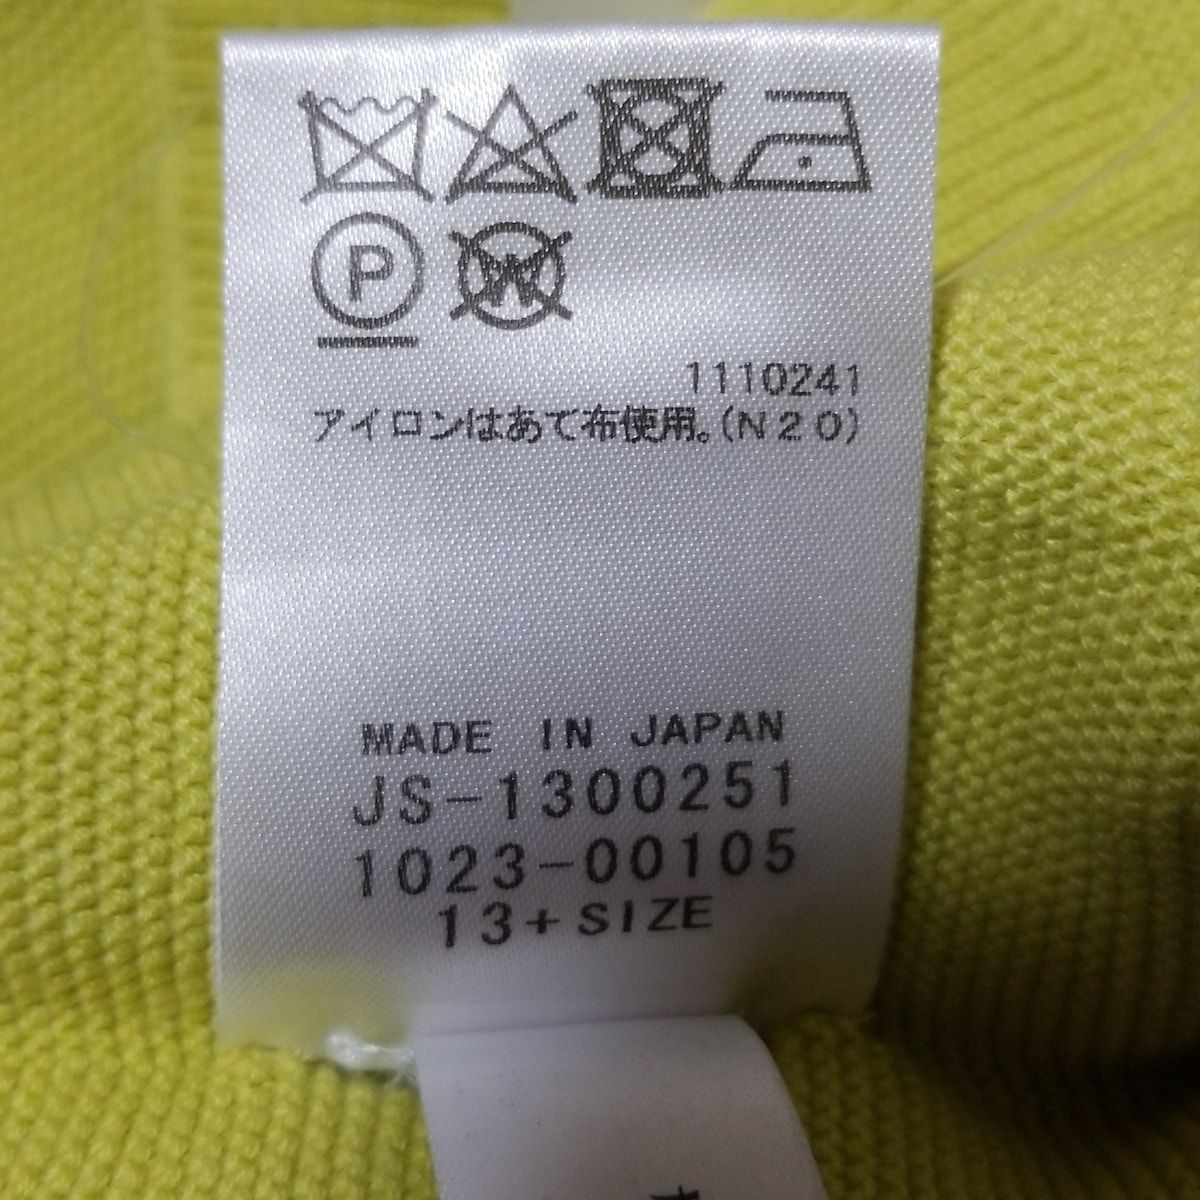 P W
1110241
アイロンはあて布使用。(N20)
MADE IN JAPAN
JS-1300251
1023-00105
13+SIZE